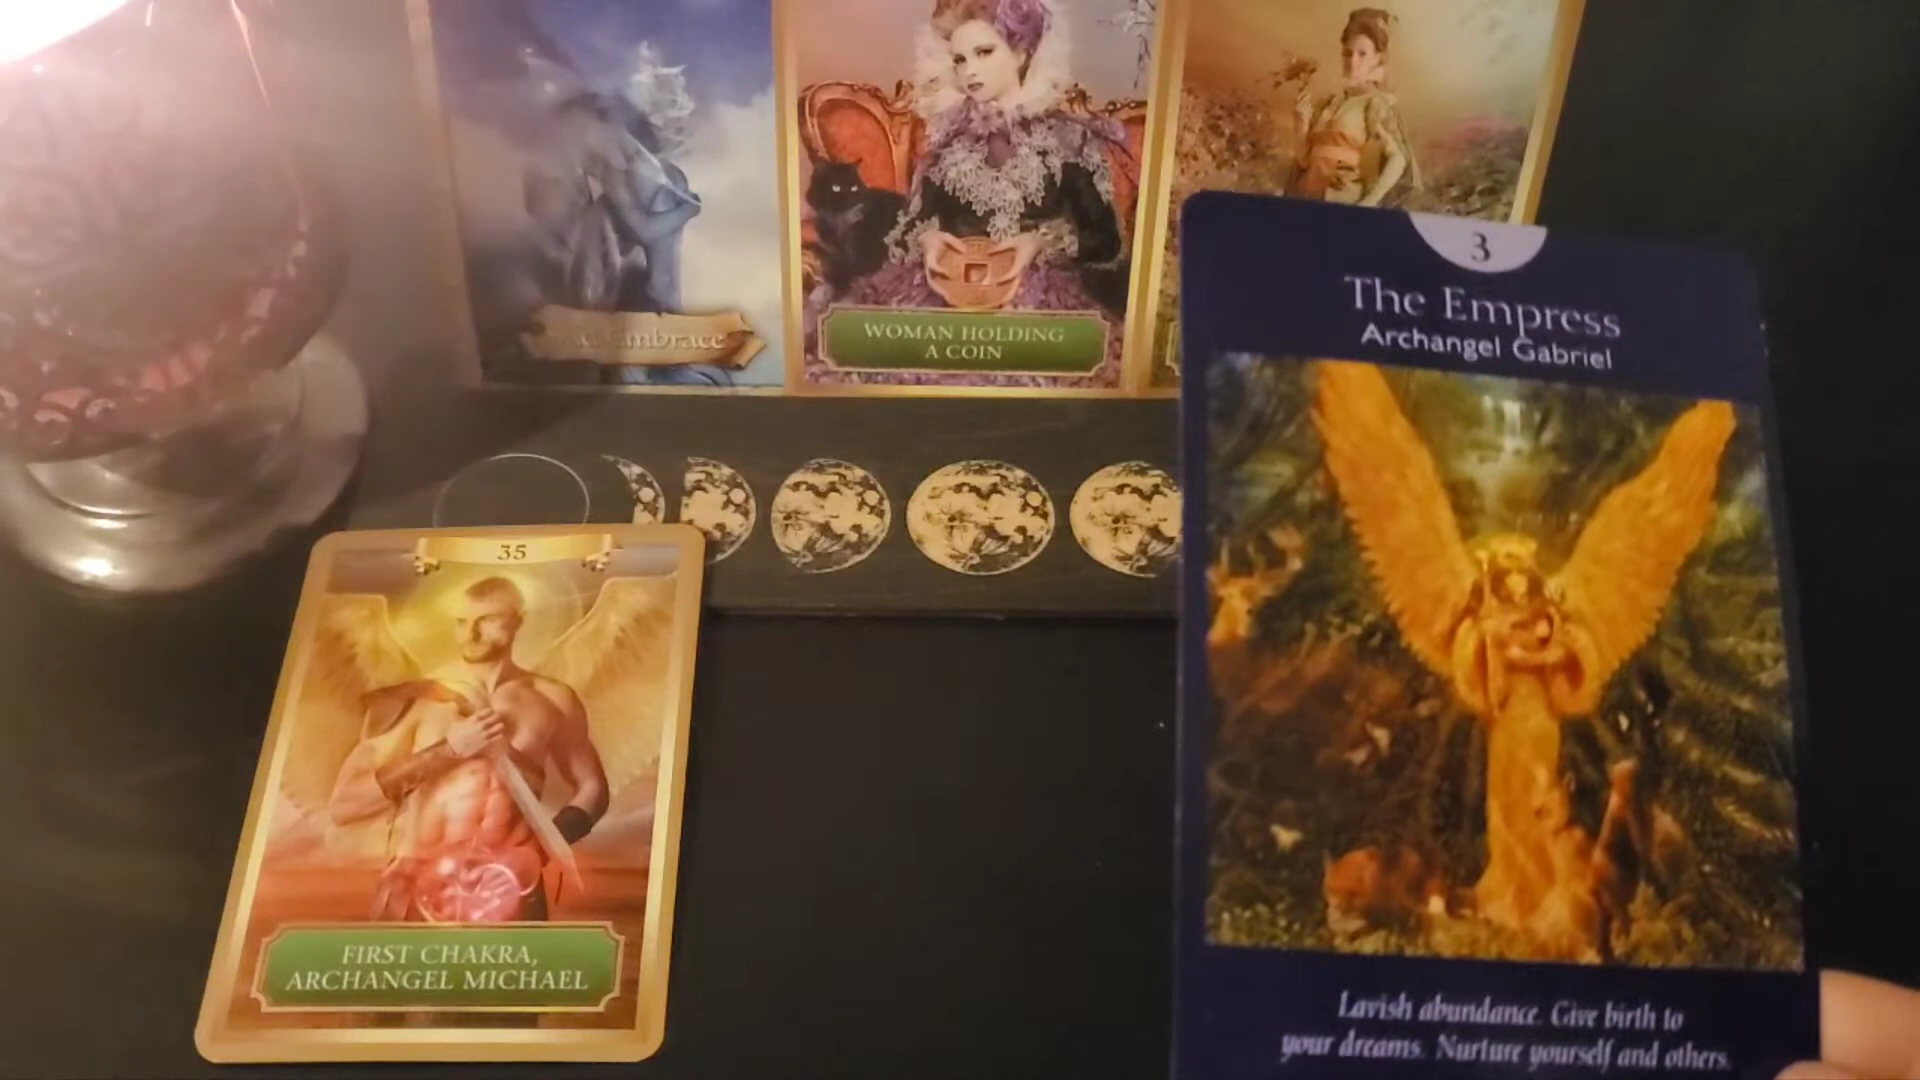 Embrace
WOMAN HOLDING
A COIN
3
The Empress
Archangel Gabriel
35
FIRST CHAKRA,
ARCHANGEL MICHAEL
Lavish abundance. Give birth to
your dreams. Nurture yourself and others.